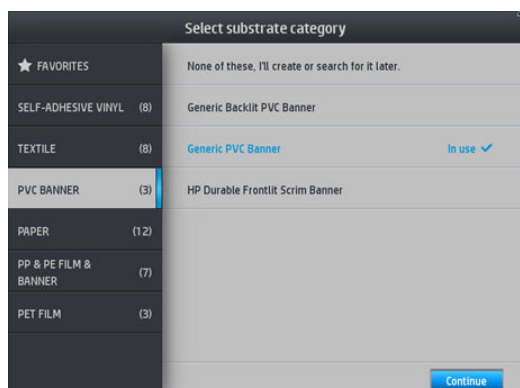 Select substrate category
FAVORITES
SELF-ADHESIVE VINYL (8)
TEXTILE (8)
PVC BANNER (3)
PAPER (12)
PP & PE FILM &
BANNER (7)
PET FILM (3)
None of these, I'll create or search for it later.
Generic Backlit PVC Banner
Generic PVC Banner In use
HP Durable Frontlit Scrim Banner
Continue